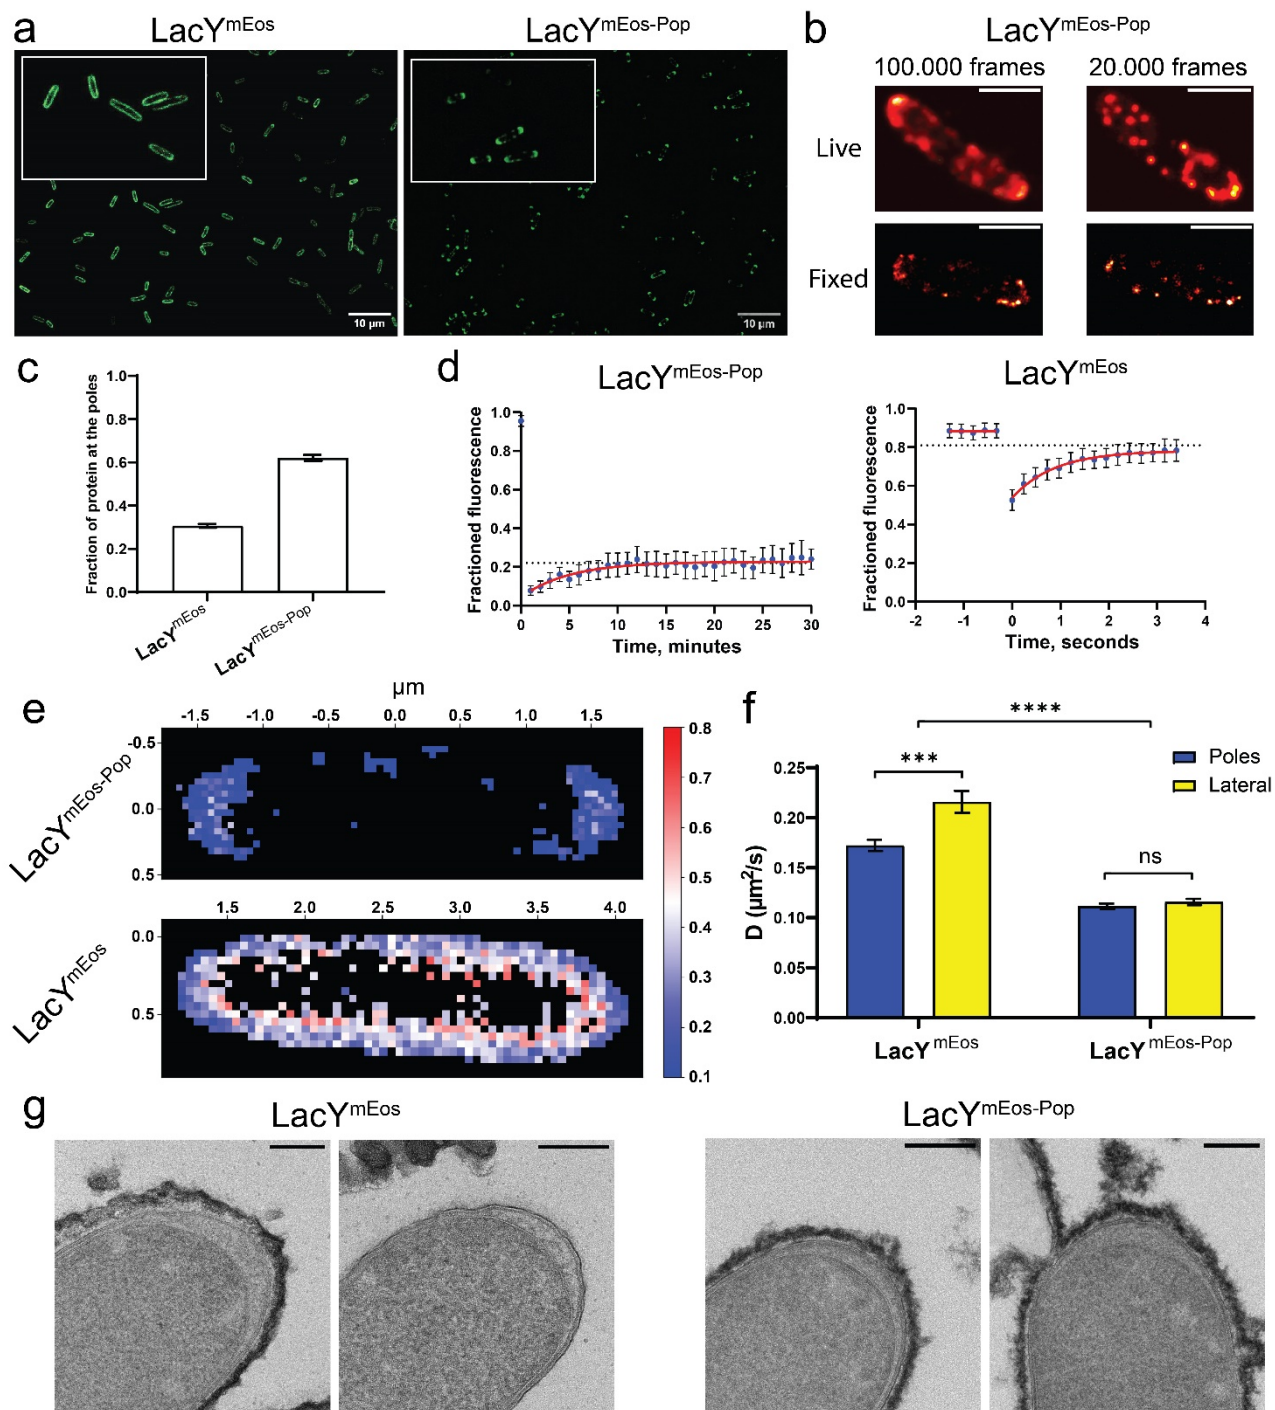 a
LacY^mEos
LacY^mEos-Pop
10 µm
10 µm
b
LacY^mEos-Pop
100.000 frames
20.000 frames
Live
Fixed
c
Fraction of protein at the poles
1.0
0.8
0.6
0.4
0.2
0.0
LacY^mEos
LacY^mEos-Pop
d
LacY^mEos-Pop
Fractioned fluorescence
1.0
0.8
0.6
0.4
0.2
0.0
0 5 10 15 20 25 30
Time, minutes
LacY^mEos
Fractioned fluorescence
1.0
0.8
0.6
0.4
0.2
0.0
-2 -1 0 1 2 3 4
Time, seconds
e
µm
-1.5 -1.0 -0.5 0.0 0.5 1.0 1.5
LacY^mEos-Pop
-0.5
0.0
0.5
1.5 2.0 2.5 3.0 3.5 4.0
LacY^mEos
0.0
0.5
0.8
0.7
0.6
0.5
0.4
0.3
0.2
0.1
f
****
Poles
Lateral
***
ns
D (µm²/s)
0.25
0.20
0.15
0.10
0.05
0.00
LacY^mEos
LacY^mEos-Pop
g
LacY^mEos
LacY^mEos-Pop